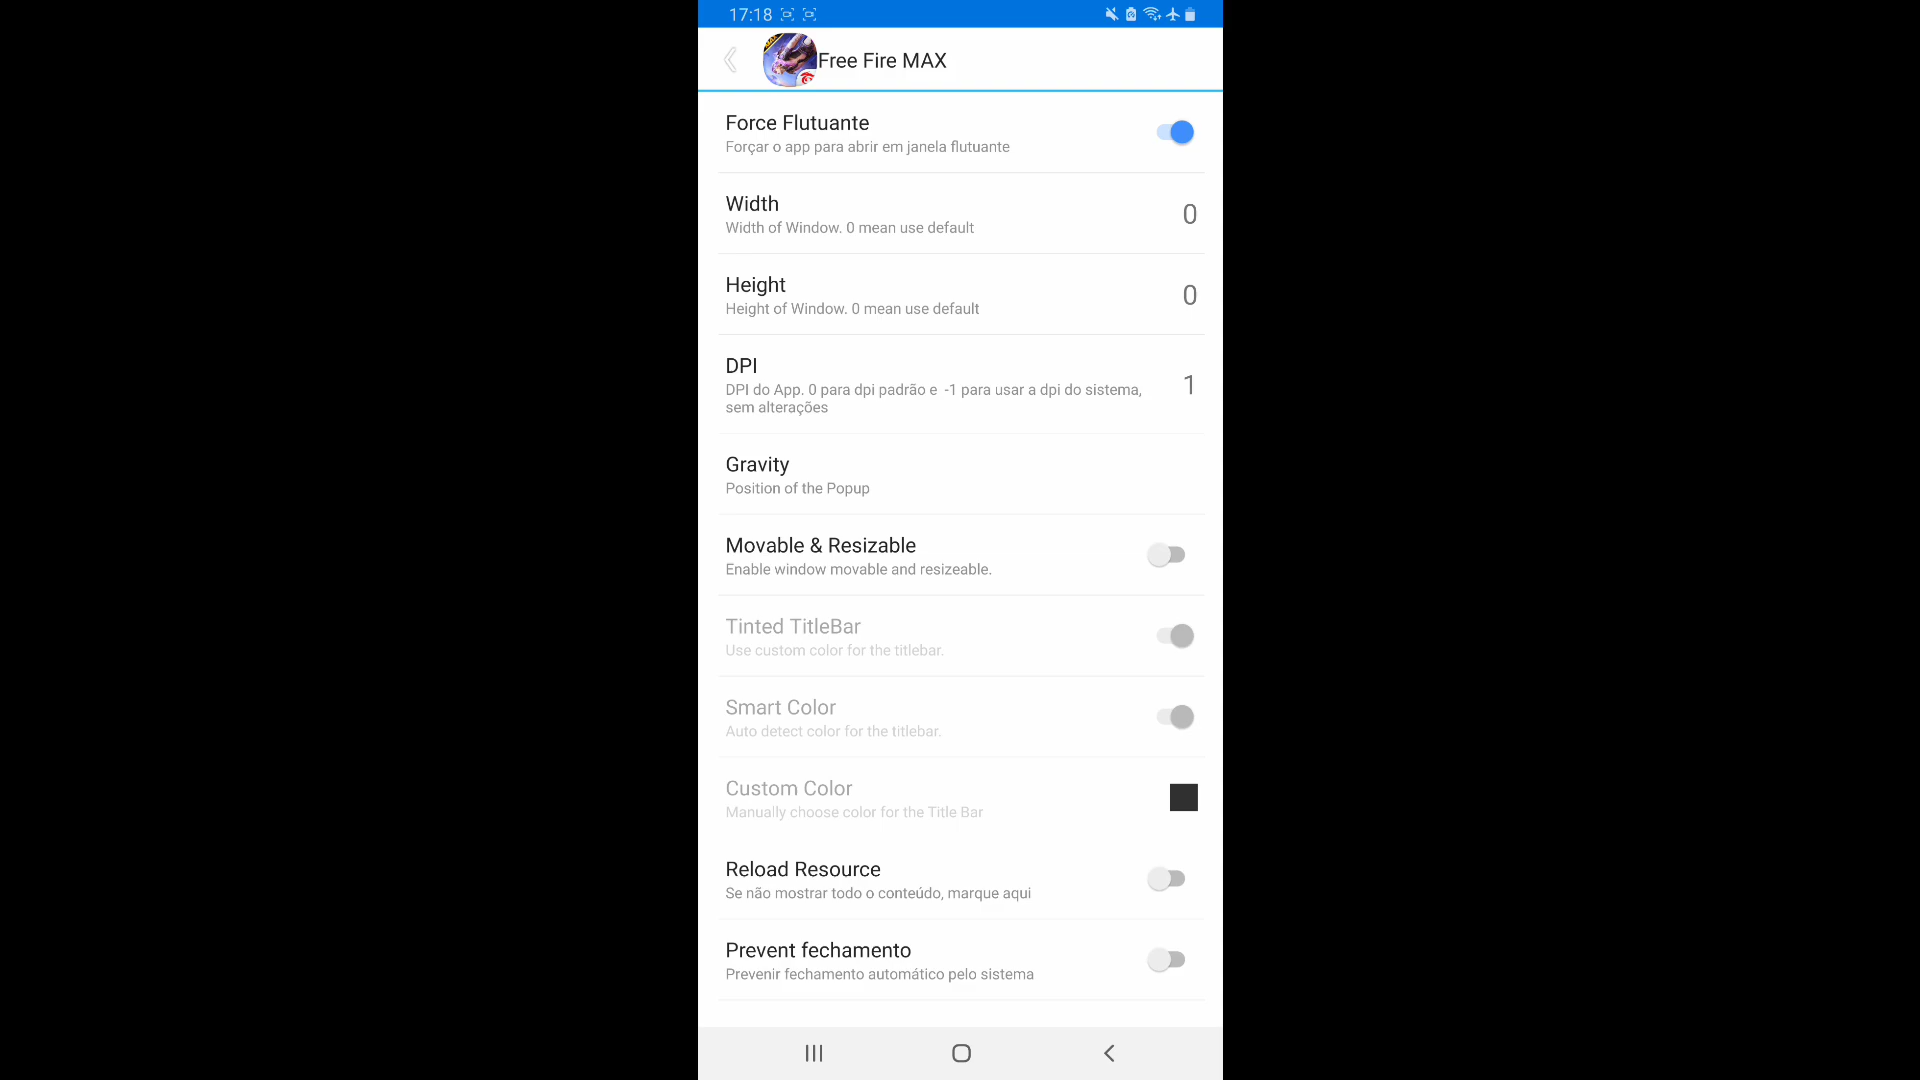 17:18
Free Fire MAX
Force Flutuante
Forçar o app para abrir em janela flutuante
Width
Width of Window. 0 mean use default
0
Height
Height of Window. 0 mean use default
0
DPI
DPI do App. 0 para dpi padrão e -1 para usar a dpi do sistema,
sem alterações
1
Gravity
Position of the Popup
Movable & Resizable
Enable window movable and resizeable.
Tinted TitleBar
Use custom color for the titlebar.
Smart Color
Auto detect color for the titlebar.
Custom Color
Manually choose color for the Title Bar
Reload Resource
Se não mostrar todo o conteúdo, marque aqui
Prevent fechamento
Prevenir fechamento automático pelo sistema